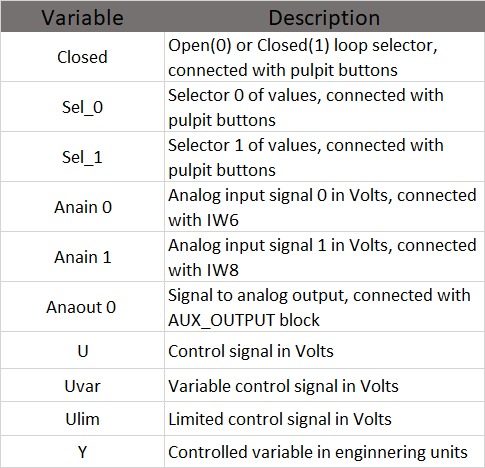 Variable Description
Closed Open(0) or Closed(1) loop selector,
connected with pulpit buttons
Sel_0 Selector 0 of values, connected with
pulpit buttons
Sel_1 Selector 1 of values, connected with
pulpit buttons
Anain 0 Analog input signal 0 in Volts, connected
with IW6
Anain 1 Analog input signal 1 in Volts, connected
with IW8
Anaout 0 Signal to analog output, connected with
AUX_OUTPUT block
U Control signal in Volts
Uvar Variable control signal in Volts
Ulim Limited control signal in Volts
Y Controlled variable in enginnering units